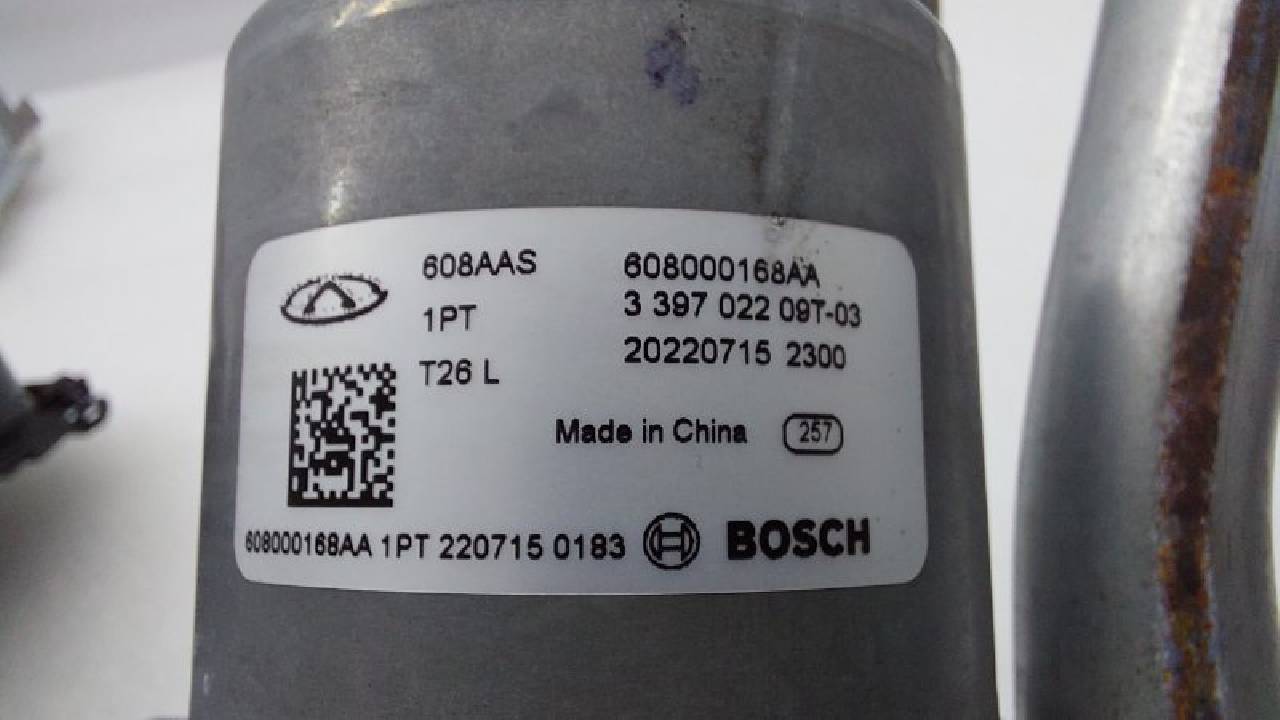 608AAS 608000168AA
1PT 3 397 022 09T-03
T26 L 20220715 2300
Made in China 257
608000168AA 1PT 220715 0183 BOSCH